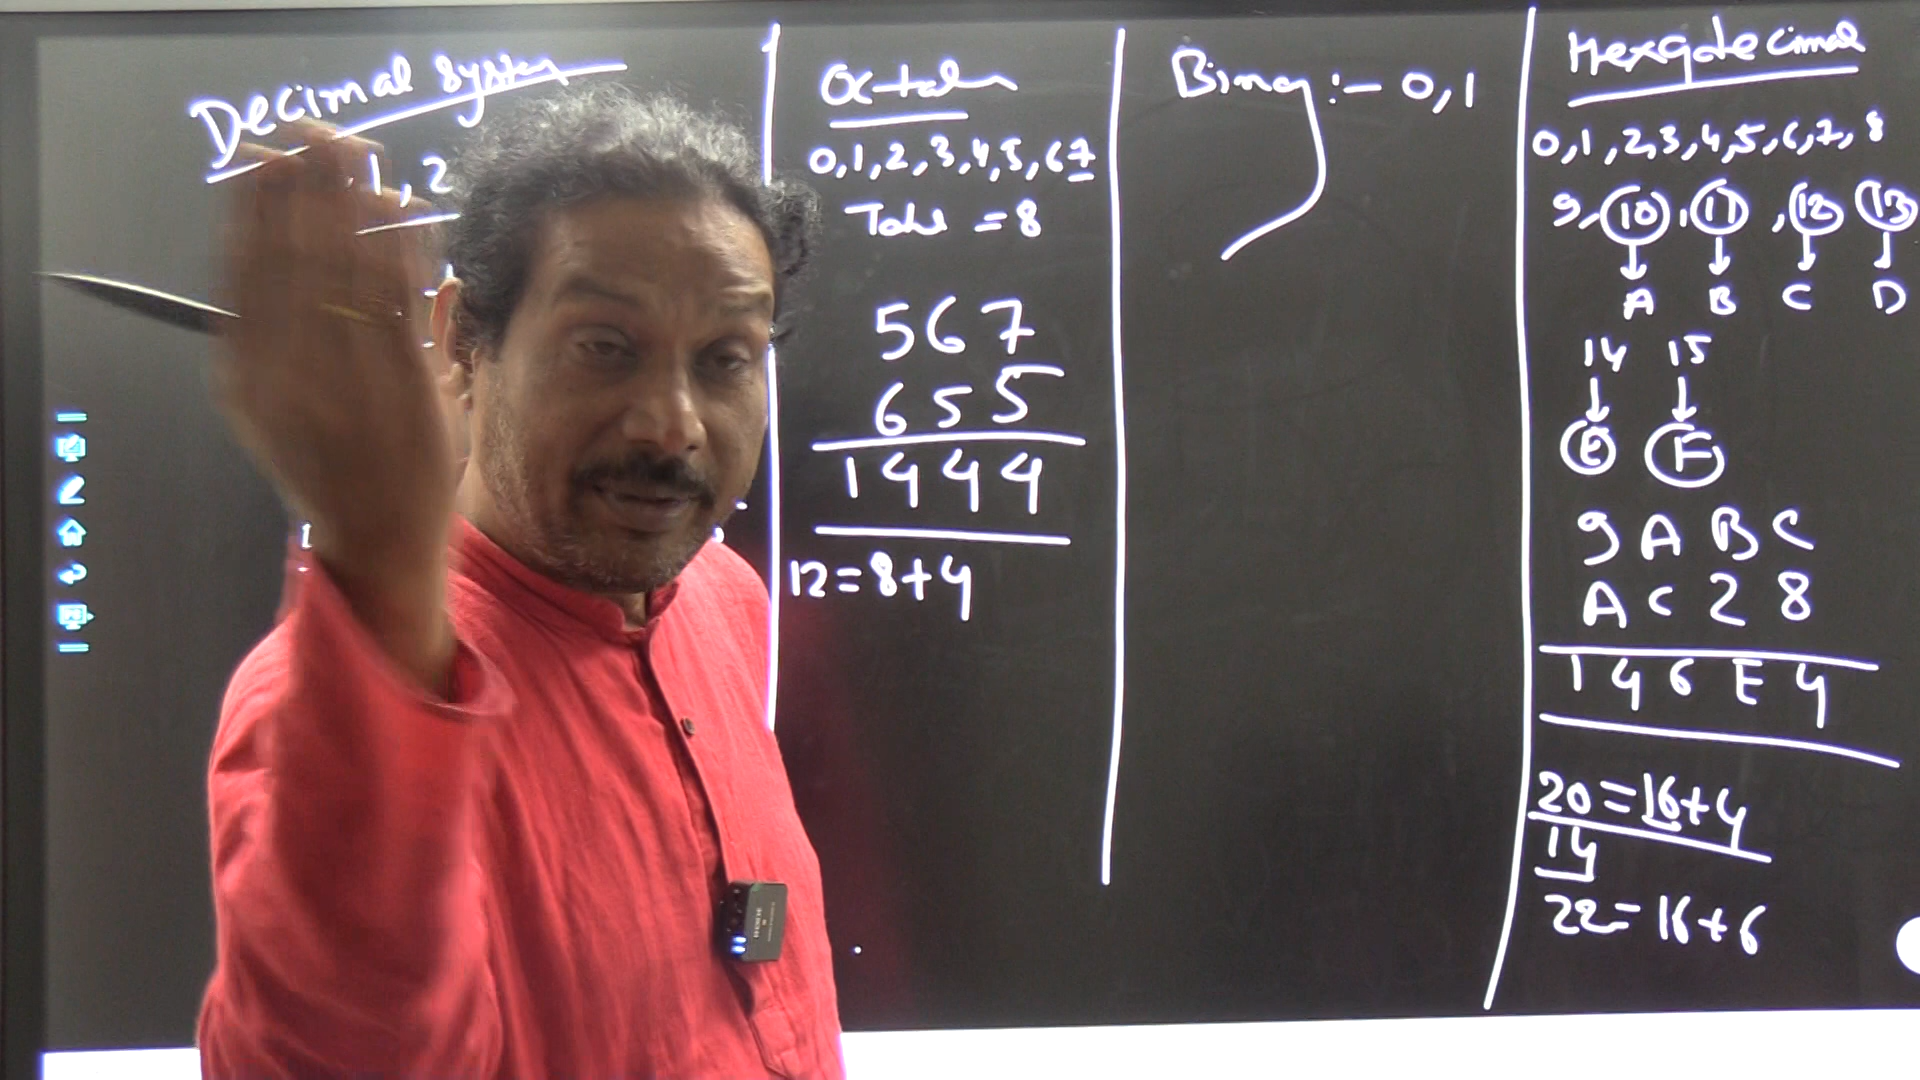 Decimal System
1, 2
Octal
0,1,2,3,4,5,67
Total = 8
567
655
1444
12=8+4
Binary:- 0,1
Hexadecimal
0,1,2,3,4,5,6,7,8
9,10,11,12 13
A B C D
14 15
E F
9 A B C
A C 2 8
1 4 6 E 4
20=16+4
14
22=16+6
RODE